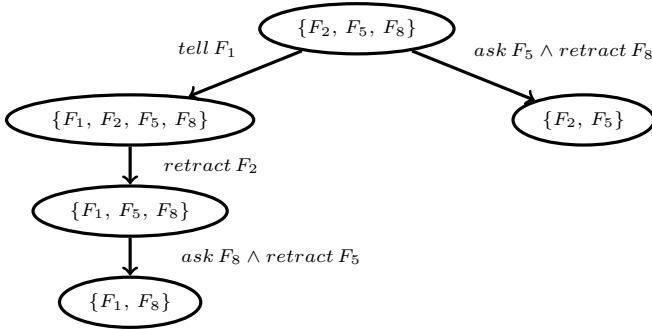 {F₂, F₅, F₈}
tell F₁
ask F₅ ∧ retract F₈
{F₁, F₂, F₅, F₈}
{F₂, F₅}
retract F₂
{F₁, F₅, F₈}
ask F₈ ∧ retract F₅
{F₁, F₈}